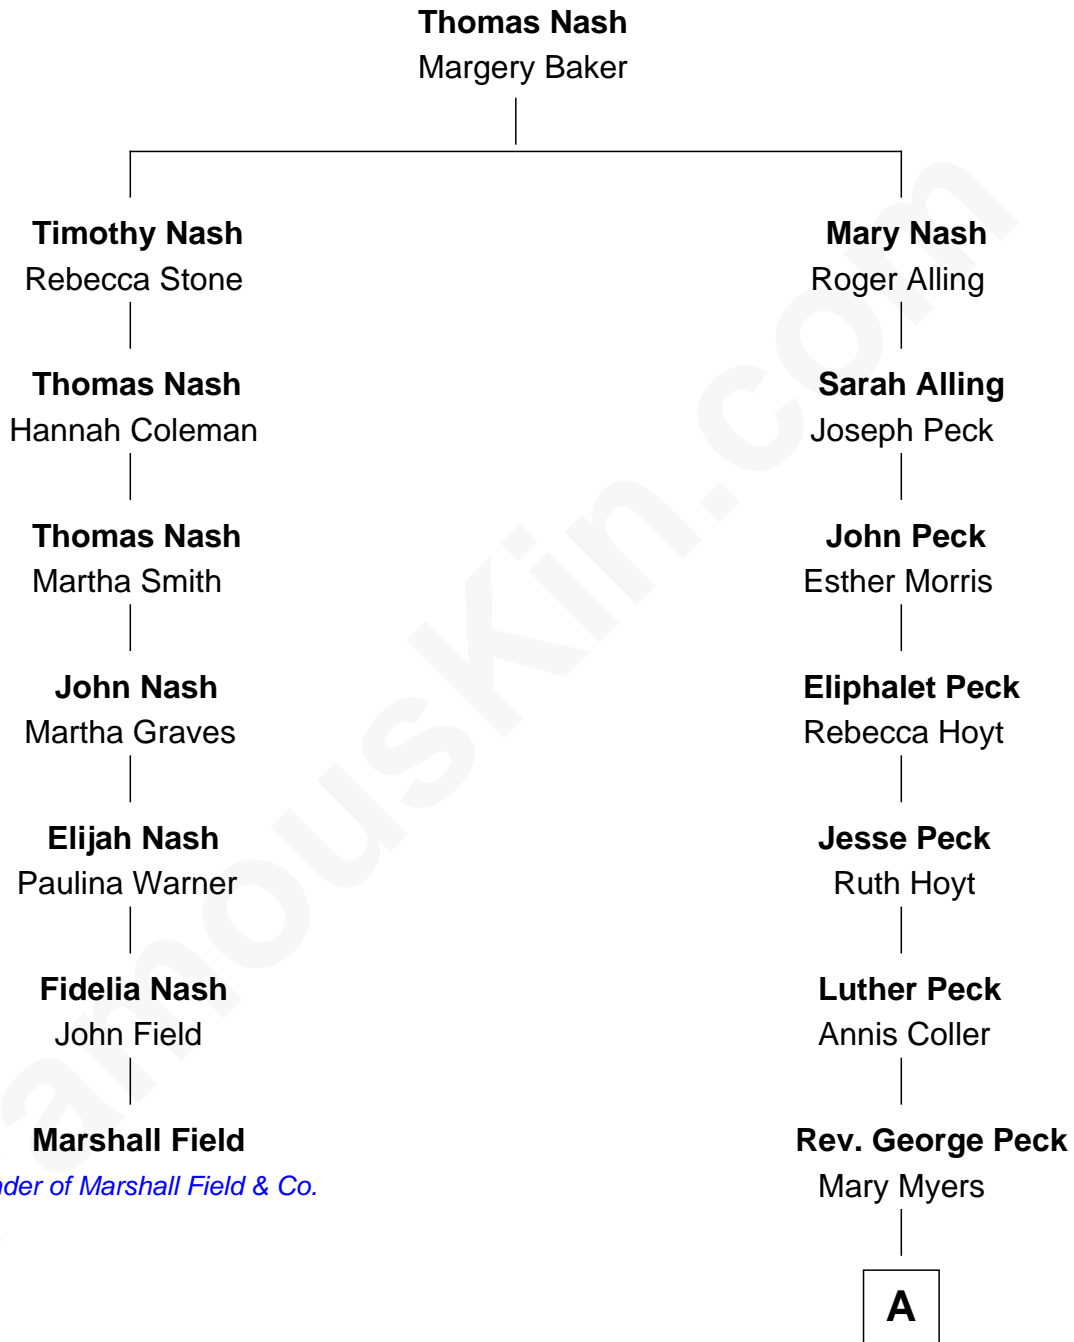 Thomas Nash
Margery Baker
Timothy Nash
Rebecca Stone
Mary Nash
Roger Alling
Thomas Nash
Hannah Coleman
Sarah Alling
Joseph Peck
Thomas Nash
Martha Smith
John Peck
Esther Morris
John Nash
Martha Graves
Eliphalet Peck
Rebecca Hoyt
Elijah Nash
Paulina Warner
Jesse Peck
Ruth Hoyt
Fidelia Nash
John Field
Luther Peck
Annis Coller
Marshall Field
nder of Marshall Field & Co.
Rev. George Peck
Mary Myers
A
amouskin.com